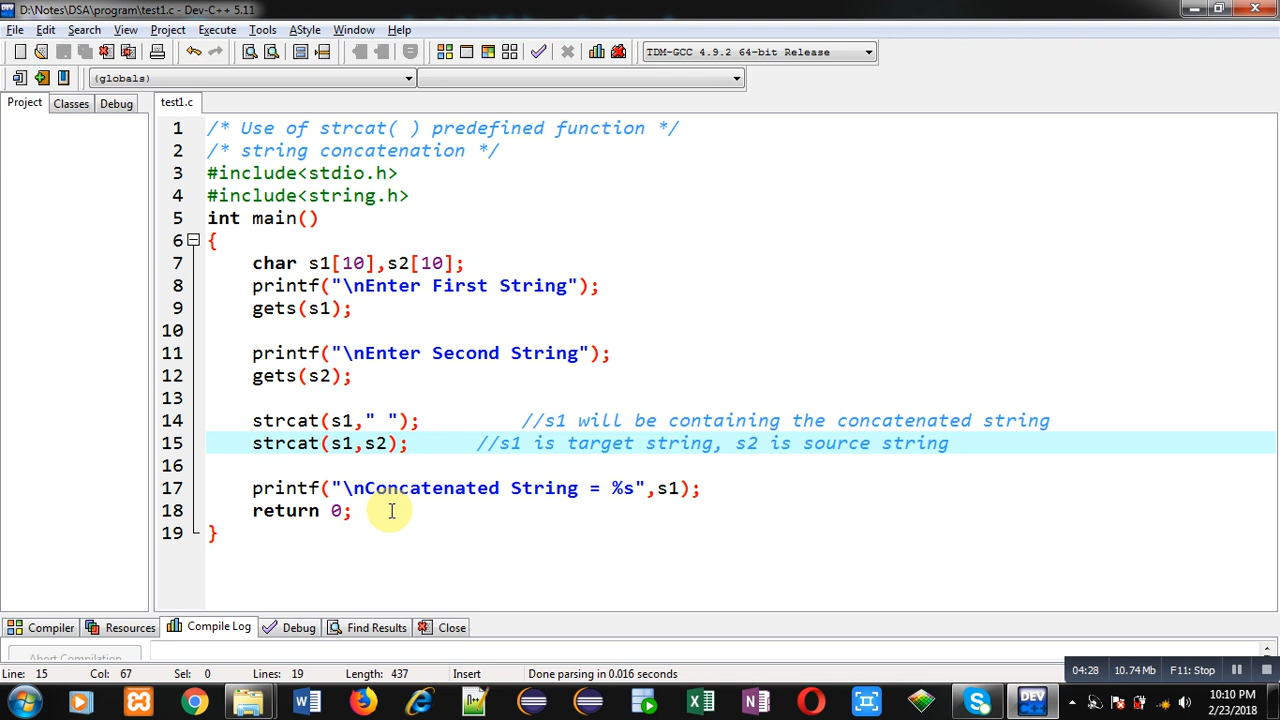 D:\Notes\DSA\program\test1.c - Dev-C++ 5.11
File Edit Search View Project Execute Tools AStyle Window Help
TDM-GCC 4.9.2 64-bit Release
(globals)
Project Classes Debug test1.c
1 /* Use of strcat( ) predefined function */
2 /* string concatenation */
3 #include<stdio.h>
4 #include<string.h>
5 int main()
6 {
7 char s1[10],s2[10];
8 printf("\nEnter First String");
9 gets(s1);
10
11 printf("\nEnter Second String");
12 gets(s2);
13
14 strcat(s1," "); //s1 will be containing the concatenated string
15 strcat(s1,s2); //s1 is target string, s2 is source string
16
17 printf("\nConcatenated String = %s",s1);
18 return 0;
19 }
Compiler Resources Compile Log Debug Find Results Close
Abort Compilation
Line: 15 Col: 67 Sel: 0 Lines: 19 Length: 437 Insert Done parsing in 0.016 seconds
04:28 10.74 Mb F11: Stop
10:10 PM
2/23/2018